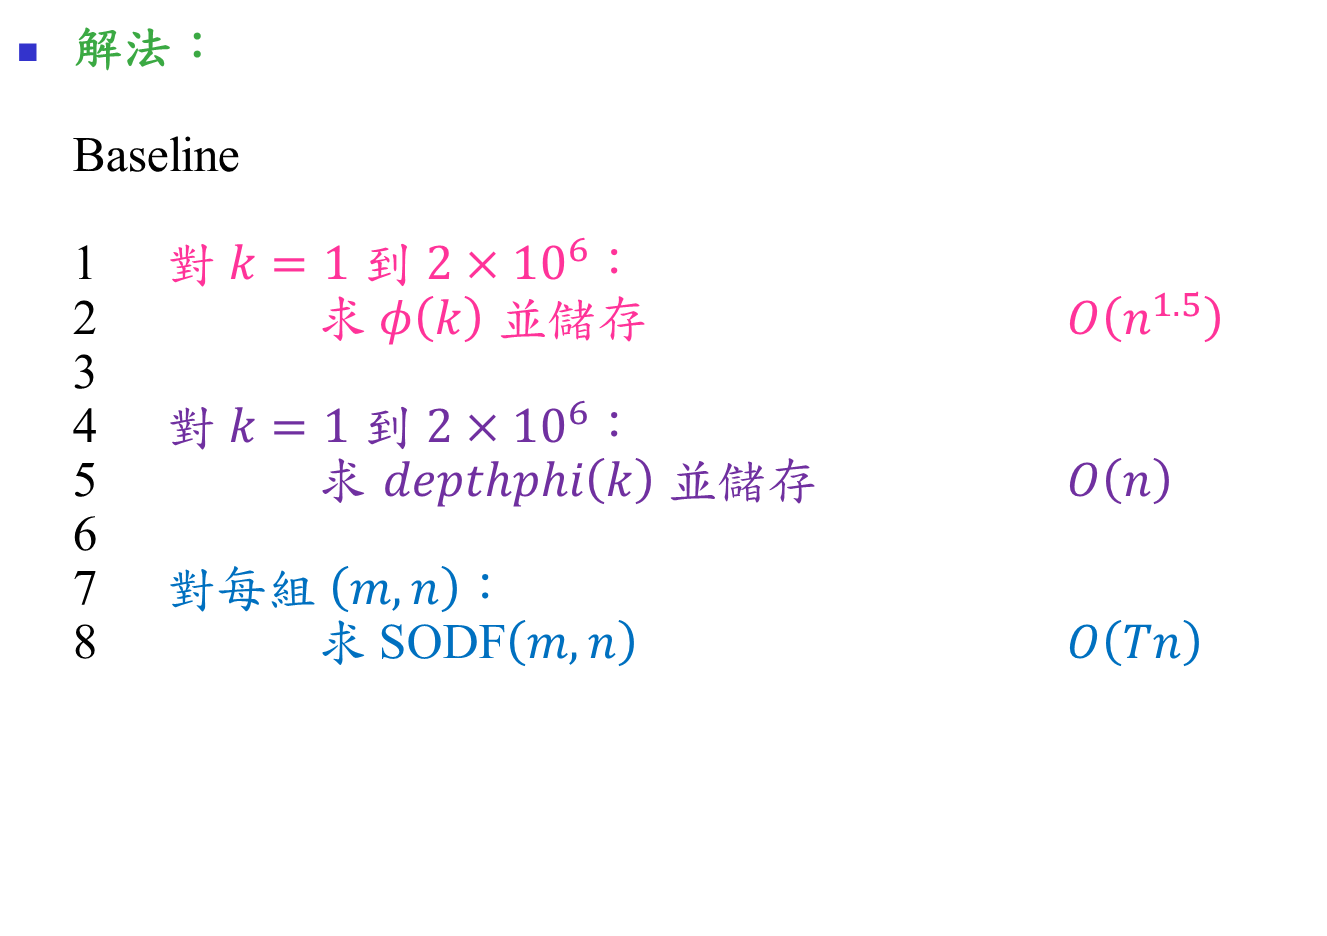 解法：
Baseline
1 對 k = 1 到 2 × 10⁶：
2 求 ϕ(k) 並儲存 O(n¹·⁵)
3
4 對 k = 1 到 2 × 10⁶：
5 求 depthphi(k) 並儲存 O(n)
6
7 對每組 (m, n)：
8 求 SODF(m, n) O(Tn)